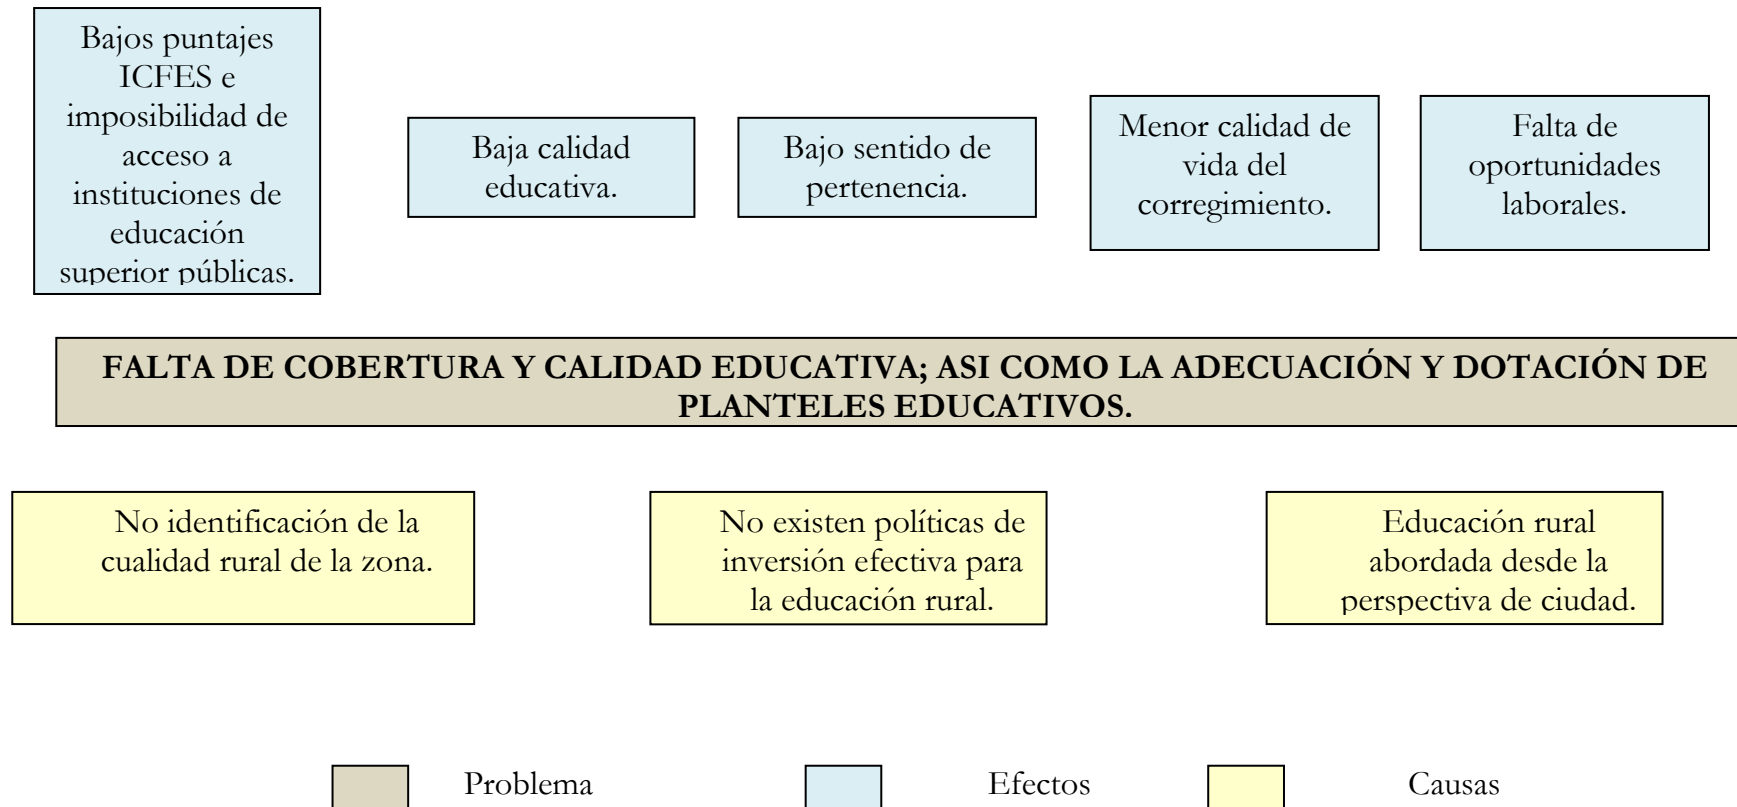 Bajos puntajes
ICFES e
imposibilidad de
acceso a
instituciones de
educación
superior públicas.
Baja calidad
educativa.
Bajo sentido de
pertenencia.
Menor calidad de
vida del
corregimiento.
Falta de
oportunidades
laborales.
FALTA DE COBERTURA Y CALIDAD EDUCATIVA; ASI COMO LA ADECUACIÓN Y DOTACIÓN DE
PLANTELES EDUCATIVOS.
No identificación de la
cualidad rural de la zona.
No existen políticas de
inversión efectiva para
la educación rural.
Educación rural
abordada desde la
perspectiva de ciudad.
Problema
Efectos
Causas